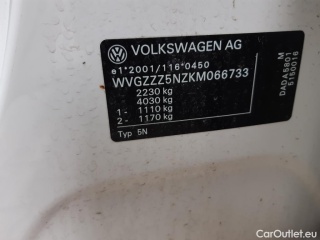 VOLKSWAGEN AG
e1*2001/116*0450
WVGZZZ5NZKM066733
2230 kg
4030 kg
1- 1110 kg
2- 1170 kg
Typ 5N
M
DADA5801
CarOutlet.eu